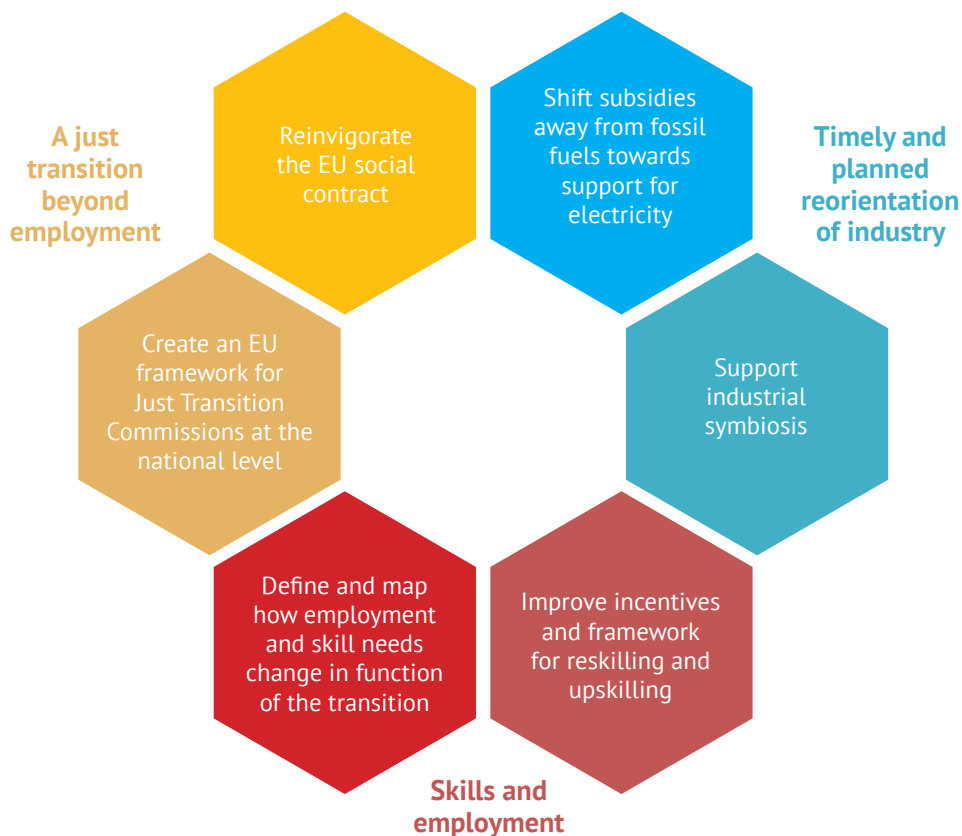 A just
transition
beyond
employment
Reinvigorate
the EU social
contract
Shift subsidies
away from fossil
fuels towards
support for
electricity
Timely and
planned
reorientation
of industry
Create an EU
framework for
Just Transition
Commissions at the
national level
Support
industrial
symbiosis
Define and map
how employment
and skill needs
change in function
of the transition
Improve incentives
and framework
for reskilling and
upskilling
Skills and
employment